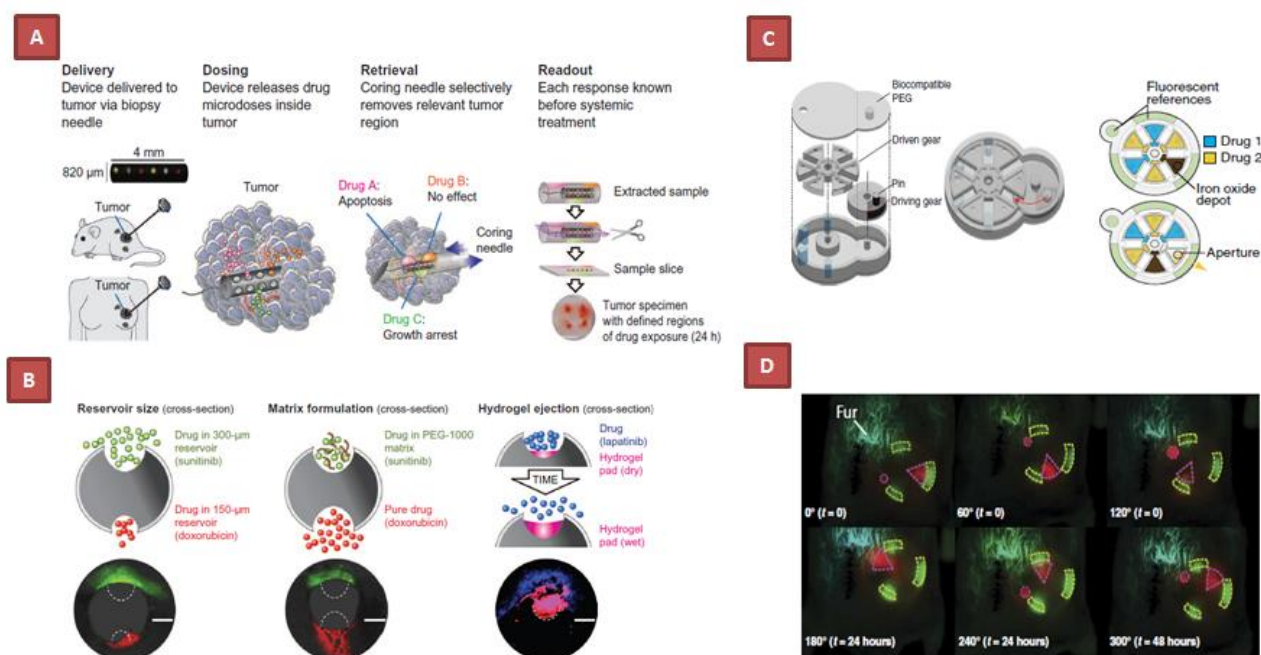 A
Delivery
Device delivered to
tumor via biopsy
needle
Dosing
Device releases drug
microdoses inside
tumor
Retrieval
Coring needle selectively
removes relevant tumor
region
Readout
Each response known
before systemic
treatment
4 mm
820 μm
Tumor
Tumor
Tumor
Drug A:
Apoptosis
Drug B:
No effect
Coring
needle
Drug C:
Growth arrest
Extracted sample
Sample slice
Tumor specimen
with defined regions
of drug exposure (24 h)
B
Reservoir size (cross-section)
Drug in 300-μm
reservoir
(sunitinib)
Drug in 150-μm
reservoir
(doxorubicin)
Matrix formulation (cross-section)
Drug in PEG-1000
matrix
(sunitinib)
Pure drug
(doxorubicin)
Hydrogel ejection (cross-section)
Drug
(lapatinib)
Hydrogel
pad (dry)
TIME
Hydrogel
pad (wet)
C
Biocompatible
PEG
Driven gear
Pin
Driving gear
Fluorescent
references
Drug 1
Drug 2
Iron oxide
depot
Aperture
D
Fur
0° (t = 0)
60° (t = 0)
120° (t = 0)
180° (t = 24 hours)
240° (t = 24 hours)
300° (t = 48 hours)